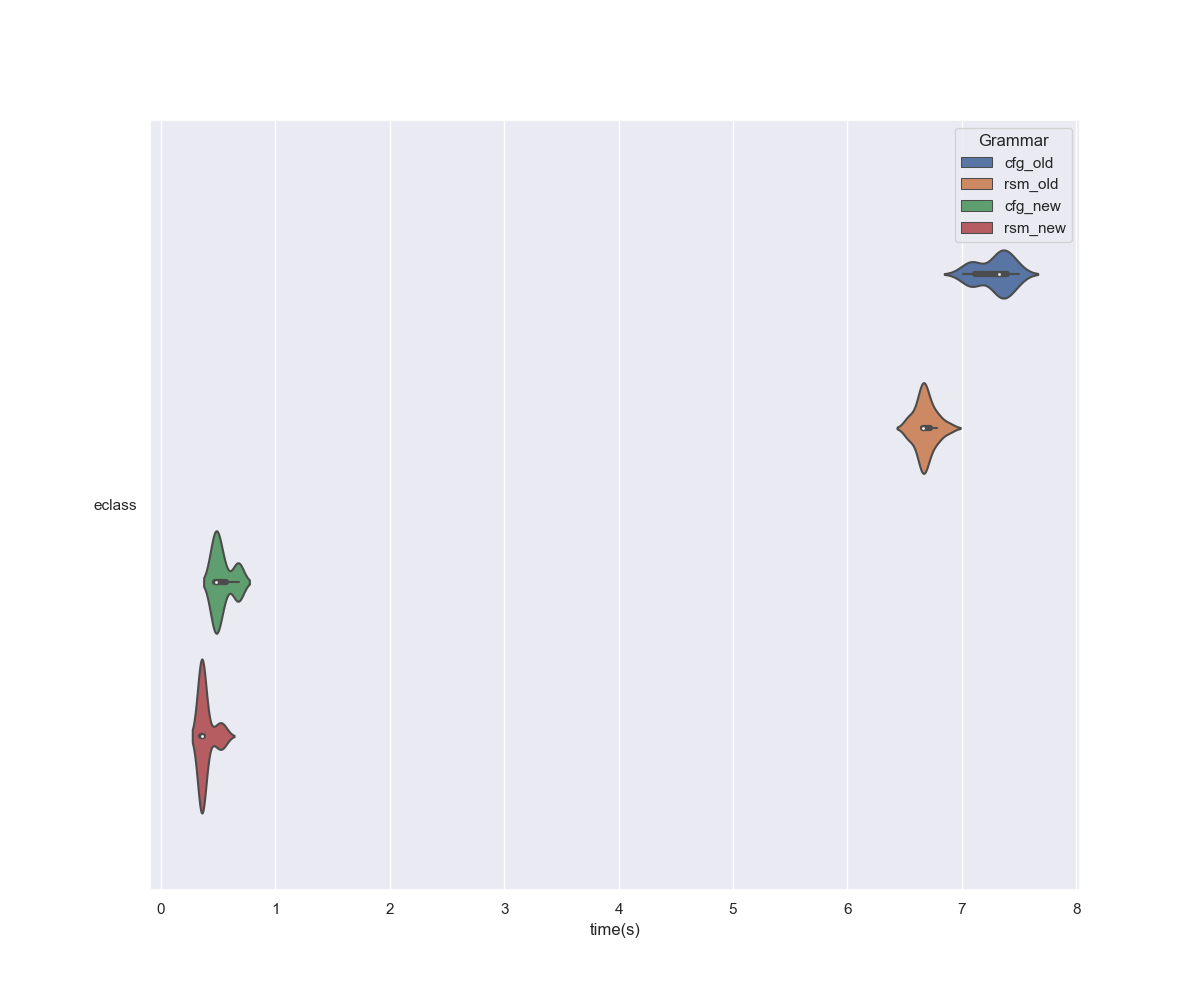 Grammar
cfg_old
rsm_old
cfg_new
rsm_new
eclass
0 1 2 3 4 5 6 7 8
time(s)